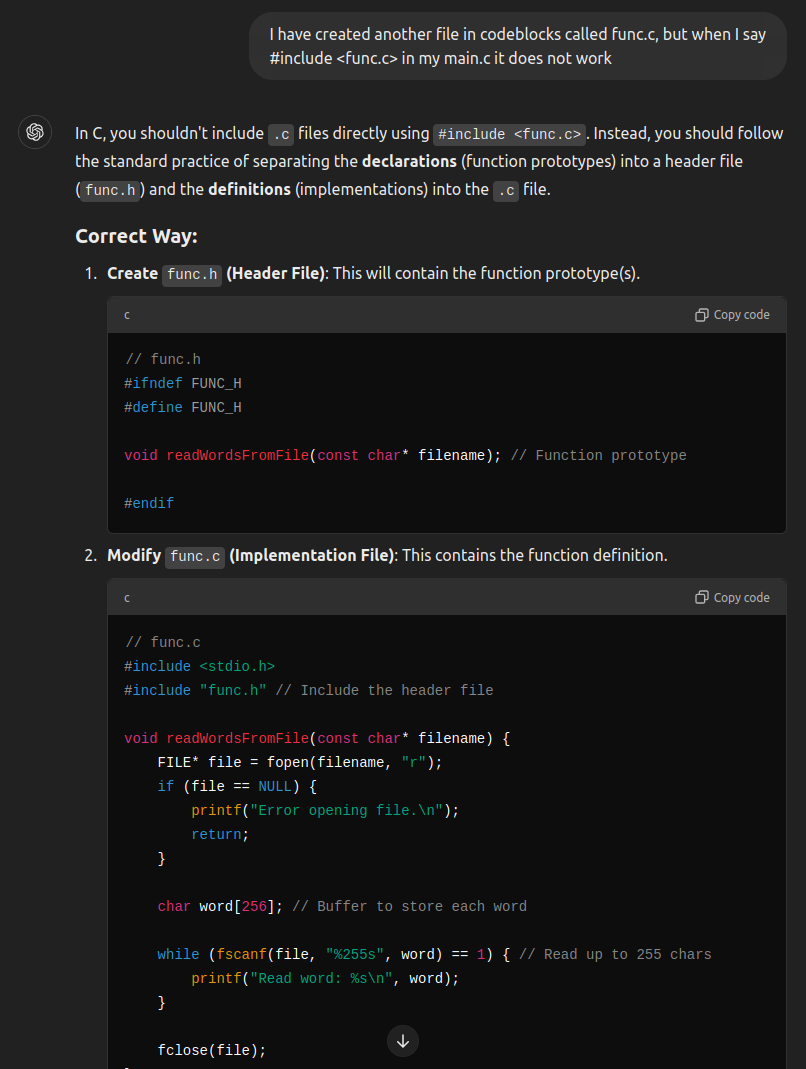 I have created another file in codeblocks called func.c, but when I say
#include <func.c> in my main.c it does not work
In C, you shouldn't include .c files directly using #include <func.c>. Instead, you should follow
the standard practice of separating the declarations (function prototypes) into a header file
(func.h) and the definitions (implementations) into the .c file.
Correct Way:
1. Create func.h (Header File): This will contain the function prototype(s).
c Copy code
// func.h
#ifndef FUNC_H
#define FUNC_H
void readWordsFromFile(const char* filename); // Function prototype
#endif
2. Modify func.c (Implementation File): This contains the function definition.
c Copy code
// func.c
#include <stdio.h>
#include "func.h" // Include the header file
void readWordsFromFile(const char* filename) {
    FILE* file = fopen(filename, "r");
    if (file == NULL) {
        printf("Error opening file.\n");
        return;
    }
    char word[256]; // Buffer to store each word
    while (fscanf(file, "%255s", word) == 1) { // Read up to 255 chars
        printf("Read word: %s\n", word);
    }
    fclose(file);